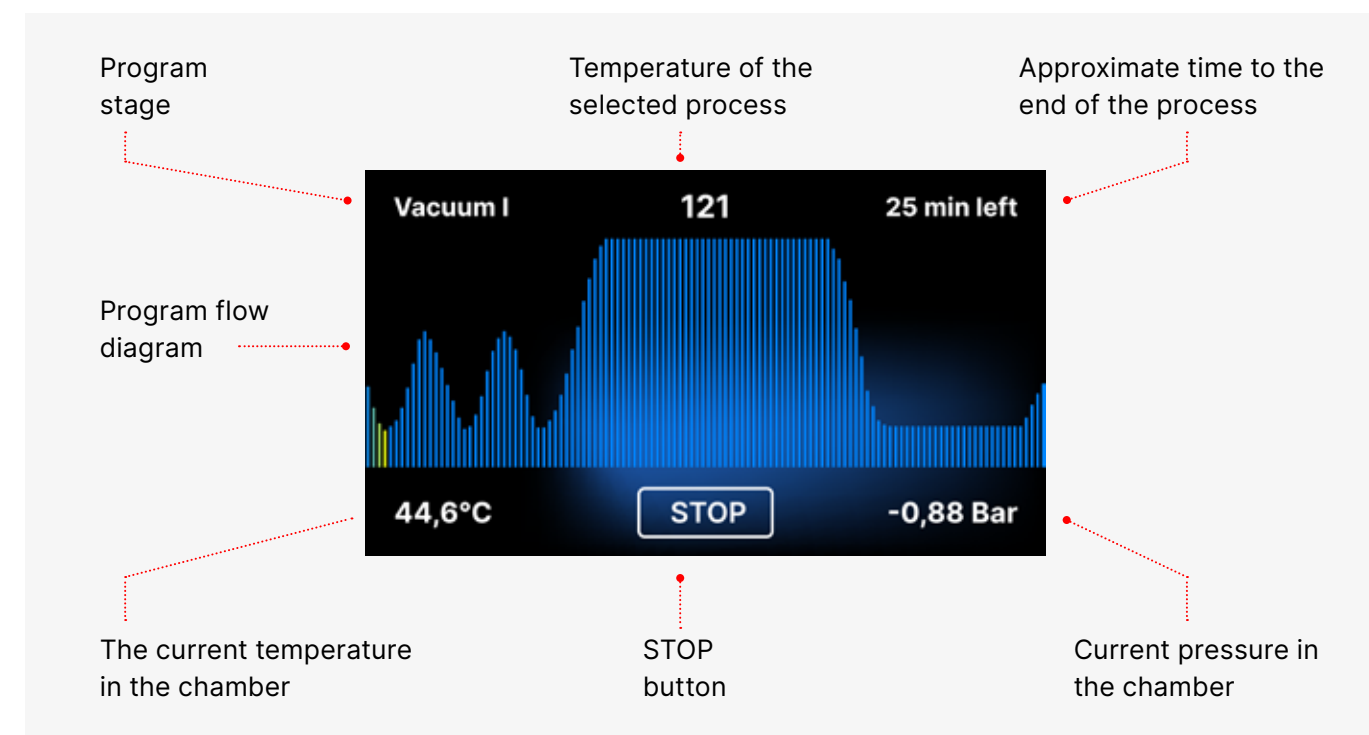 Program
stage
Temperature of the
selected process
Approximate time to the
end of the process
Vacuum I
121
25 min left
Program flow
diagram
44,6°C
STOP
-0,88 Bar
The current temperature
in the chamber
STOP
button
Current pressure in
the chamber